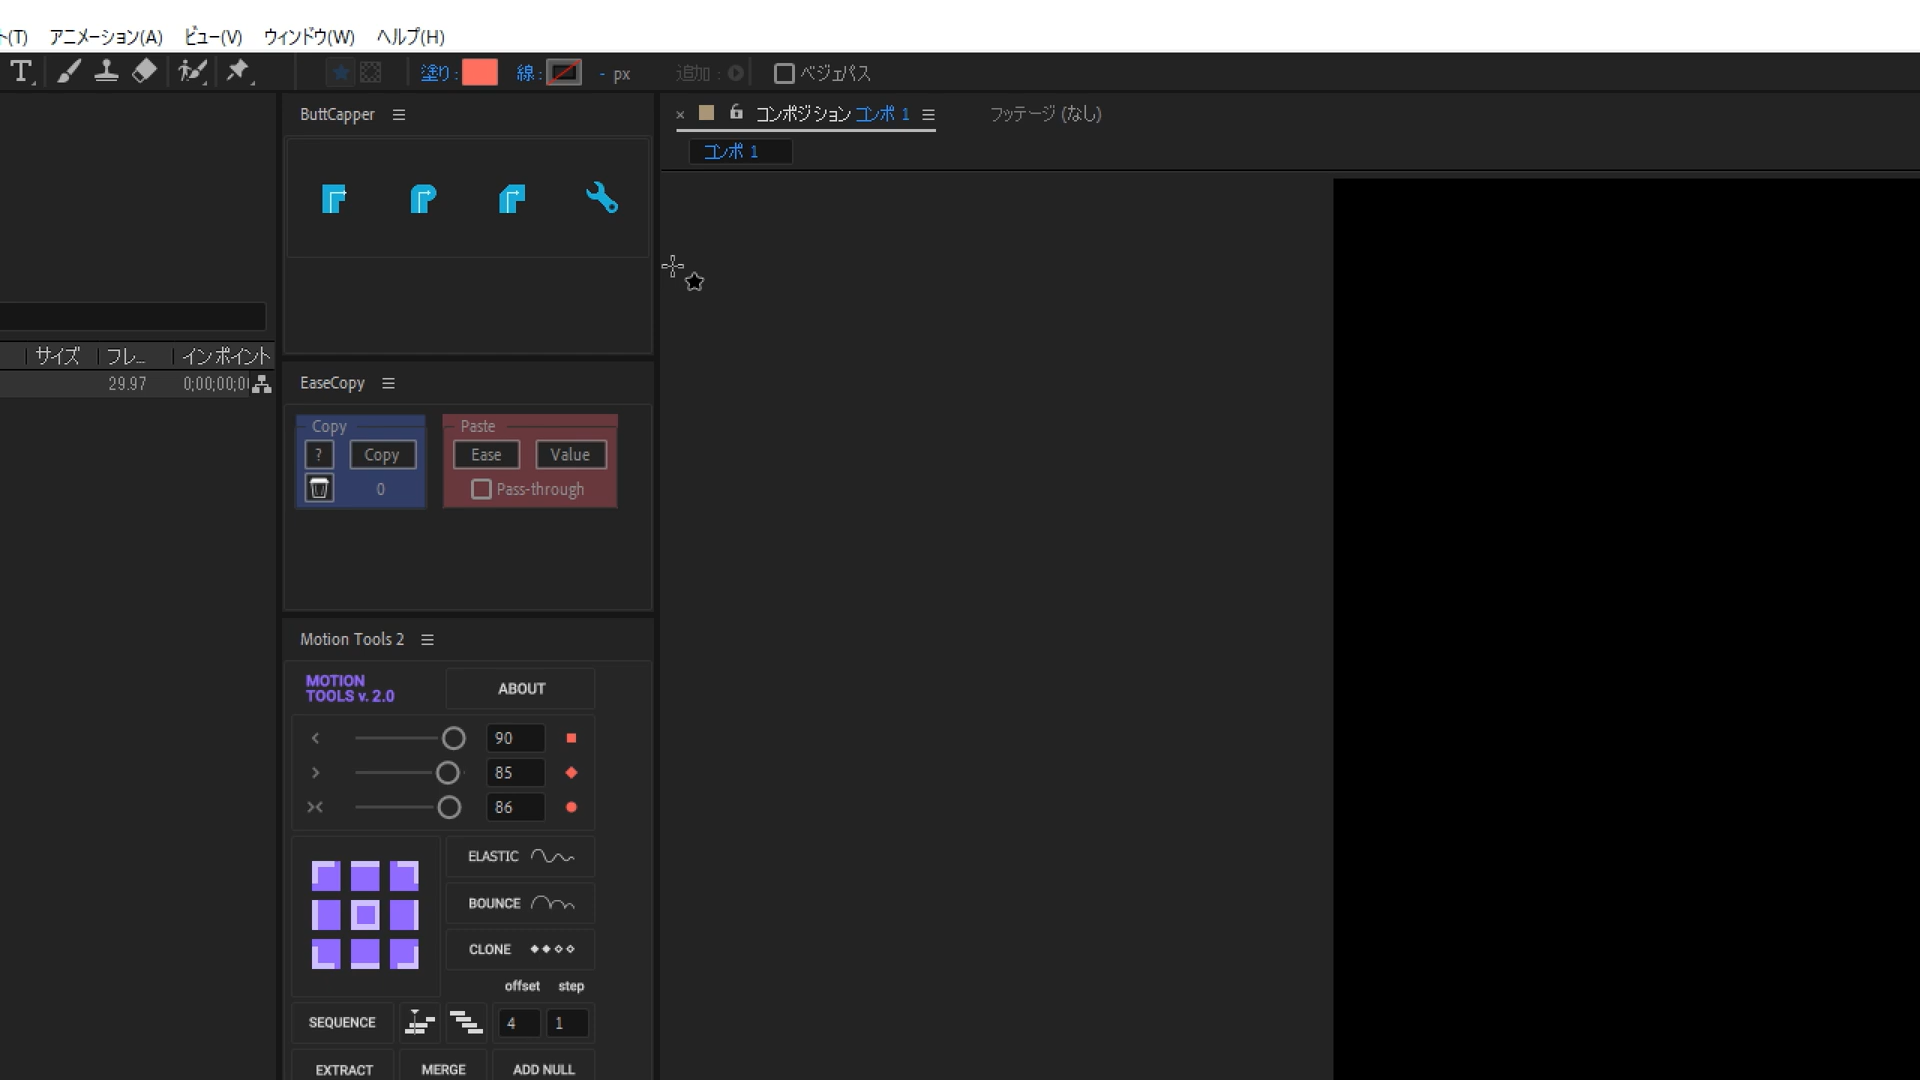 ト(T) アニメーション(A) ビュー(V) ウィンドウ(W) ヘルプ(H)
塗り : 線 : - px 追加 : ベジェパス
ButtCapper
× コンポジション コンポ 1 フッテージ (なし)
コンポ 1
サイズ フレ... インポイント
29.97 0;00;00;0
EaseCopy
Copy
? Copy
0
Paste
Ease Value
Pass-through
Motion Tools 2
MOTION
TOOLS v. 2.0
ABOUT
90
85
86
ELASTIC
BOUNCE
CLONE
offset step
SEQUENCE 4 1
EXTRACT MERGE ADD NULL